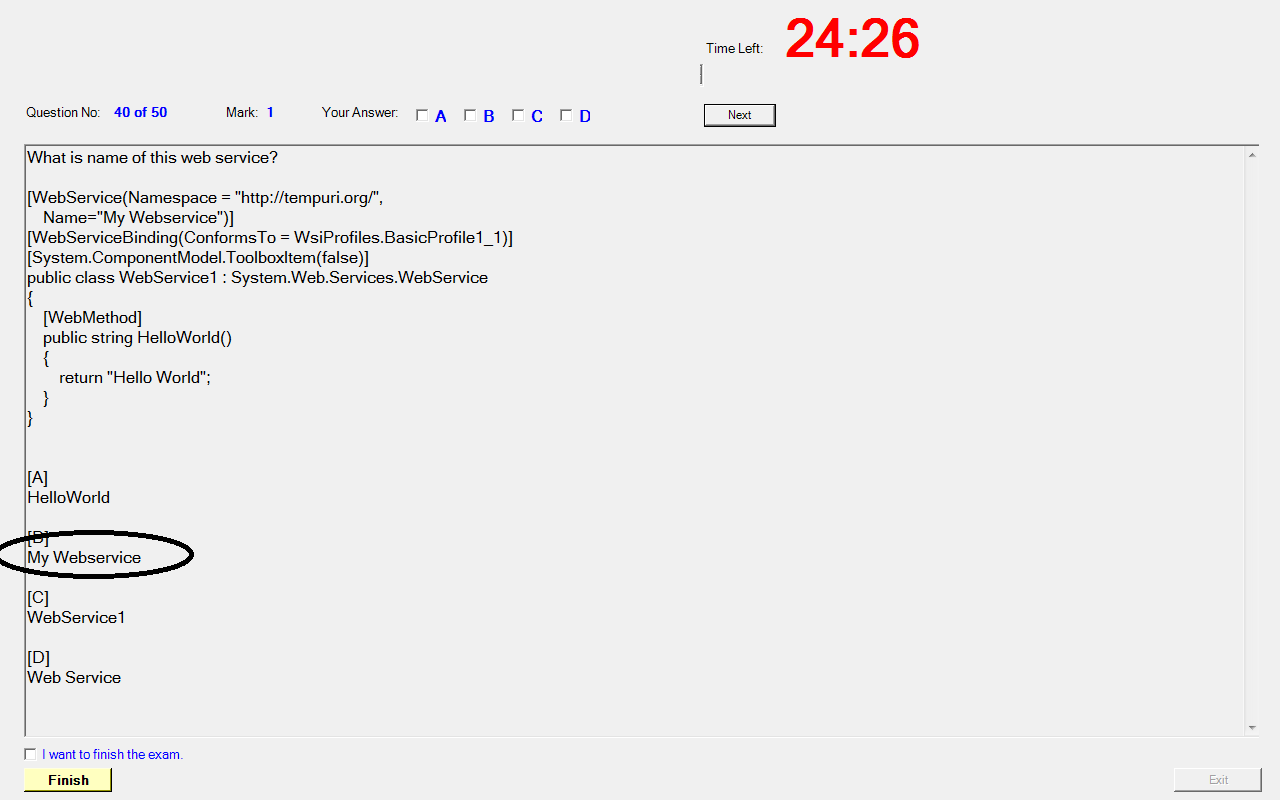 Time Left: 24:26
Question No: 40 of 50 Mark: 1 Your Answer: A B C D Next
What is name of this web service?
[WebService(Namespace = "http://tempuri.org/",
Name="My Webservice")]
[WebServiceBinding(ConformsTo = WsiProfiles.BasicProfile1_1)]
[System.ComponentModel.ToolboxItem(false)]
public class WebService1 : System.Web.Services.WebService
{
[WebMethod]
public string HelloWorld()
{
return "Hello World";
}
}
[A]
HelloWorld
[B]
My Webservice
[C]
WebService1
[D]
Web Service
I want to finish the exam.
Finish Exit